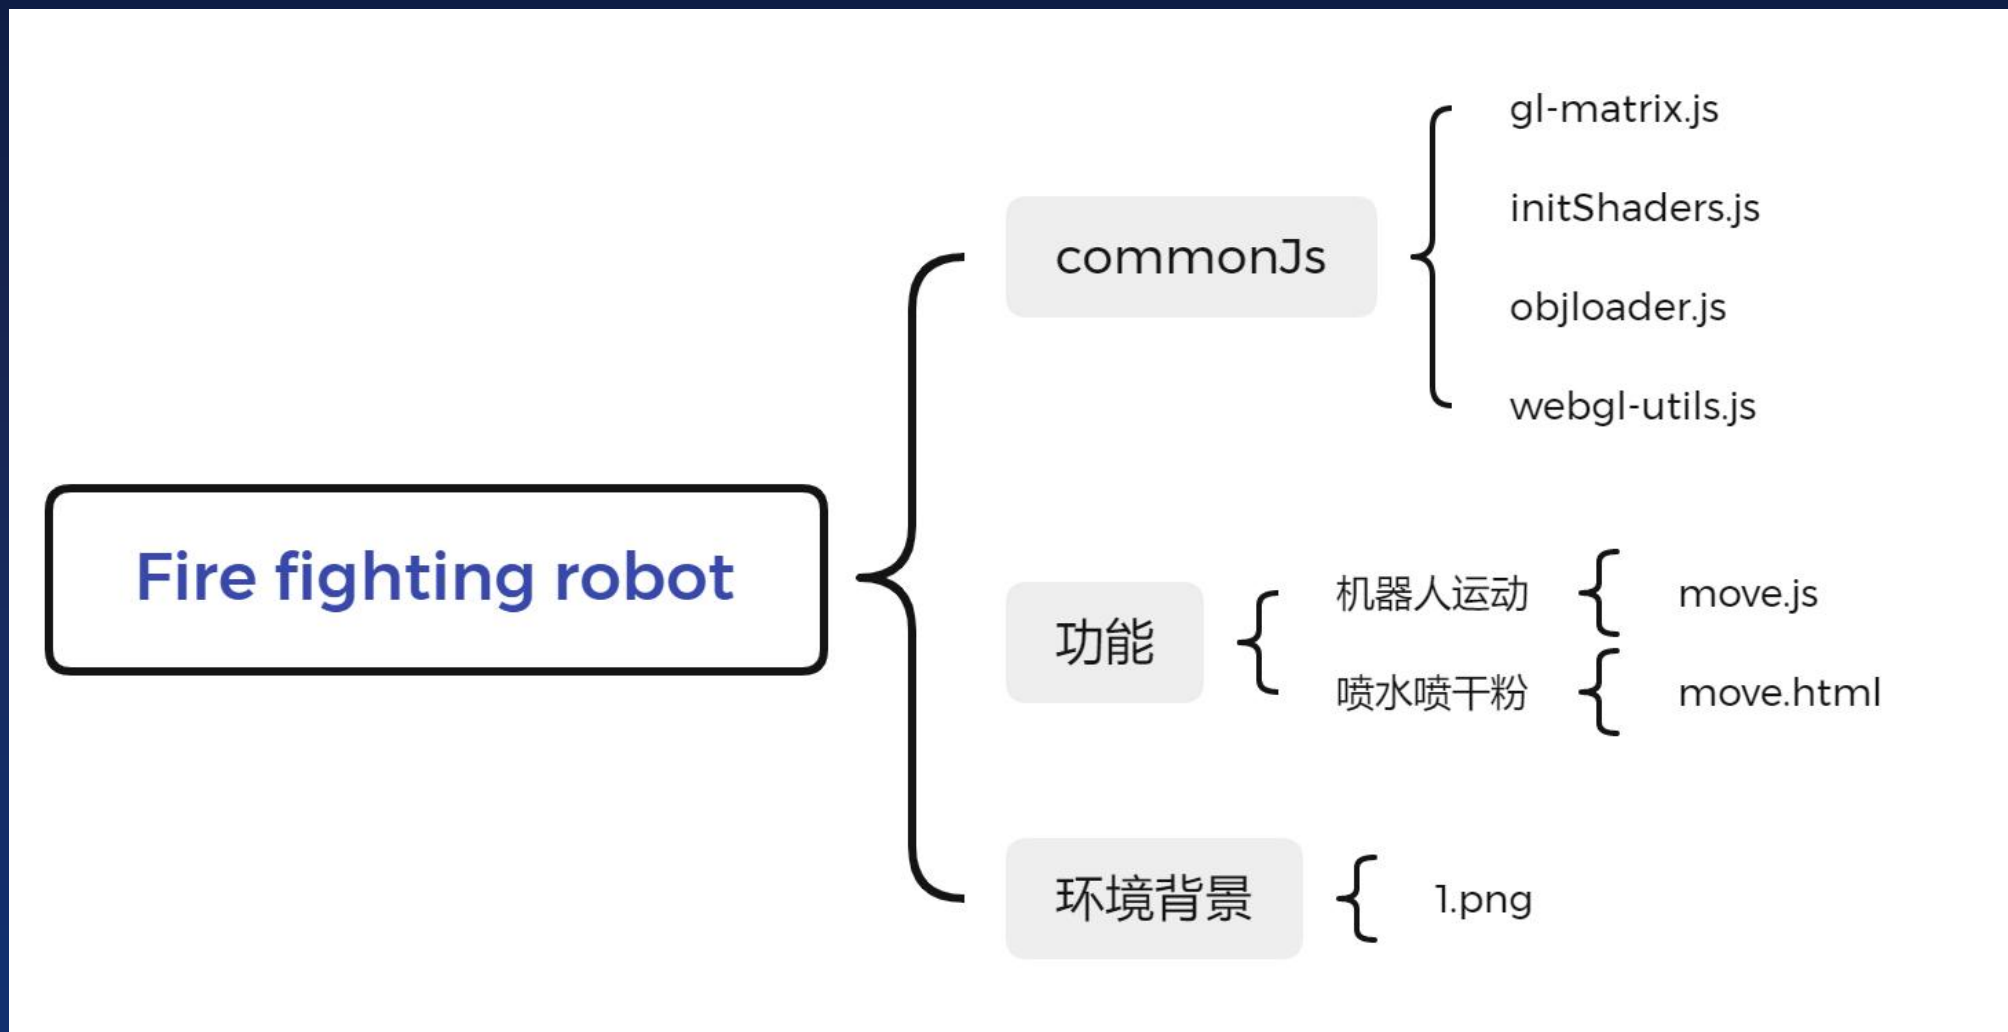 Fire fighting robot
commonJs
gl-matrix.js
initShaders.js
objloader.js
webgl-utils.js
功能
机器人运动
move.js
喷水喷干粉
move.html
环境背景
1.png